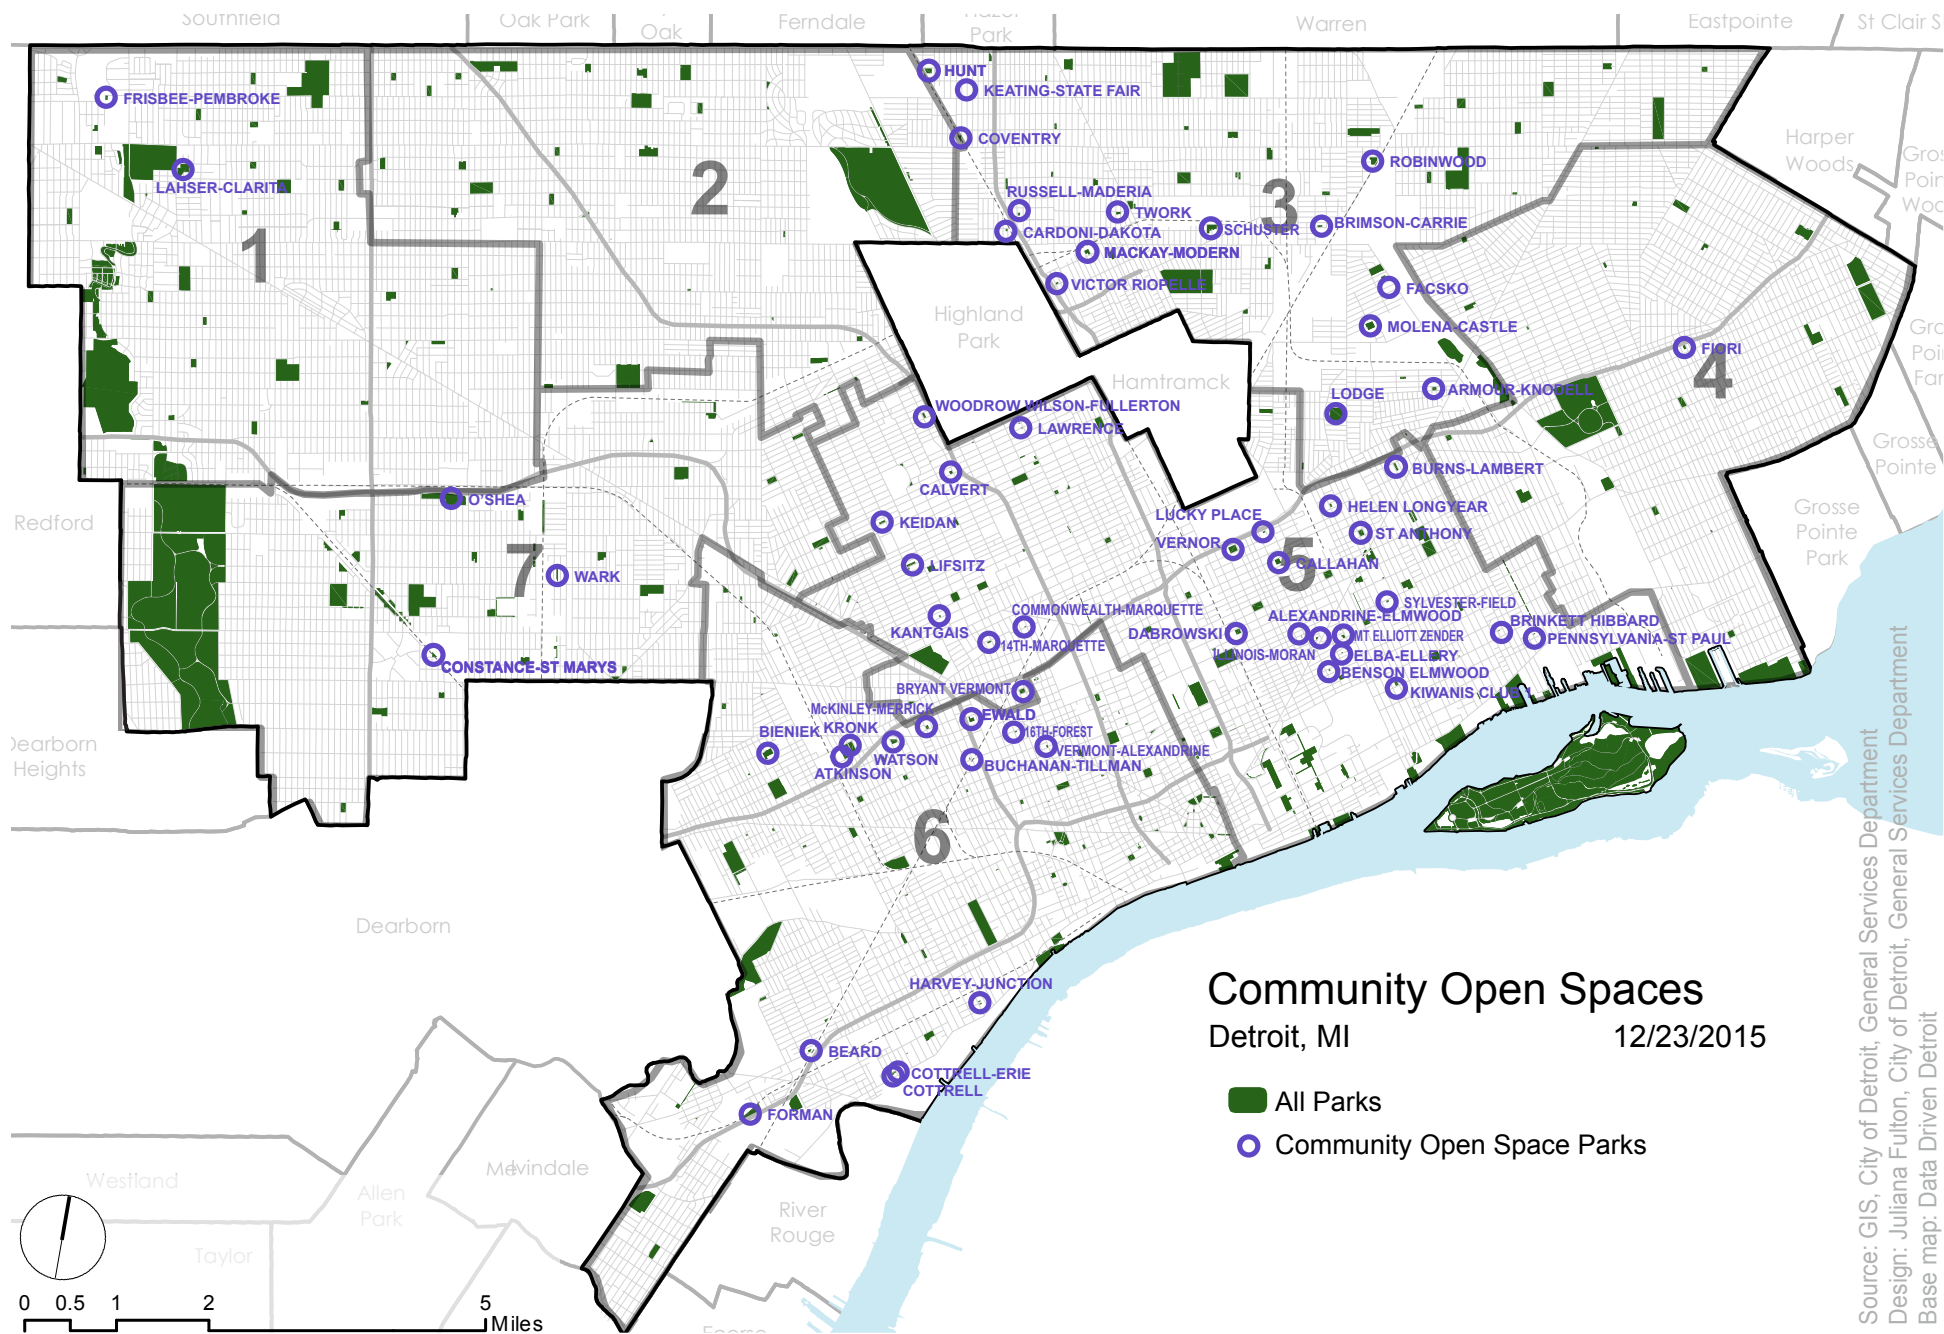 Southfield
Oak Park
Oak
Ferndale
Hazel
Park
Warren
Eastpointe
St Clair S
HUNT
KEATING-STATE FAIR
FRISBEE-PEMBROKE
COVENTRY
Harper
Woods
Gros
Poin
Woo
ROBINWOOD
LAHSER-CLARITA
2
RUSSELL-MADERIA
TWORK
3
CARDONI-DAKOTA
SCHUSTER
BRIMSON-CARRIE
1
MACKAY-MODERN
VICTOR RIOPELLE
FACSKO
Highland
Park
MOLENA-CASTLE
Gro
Poi
Far
FIORI
4
Hamtramck
LODGE
ARMOUR-KNODELL
WOODROW WILSON-FULLERTON
LAWRENCE
Grosse
Pointe
BURNS-LAMBERT
CALVERT
O'SHEA
HELEN LONGYEAR
Grosse
Pointe
Park
Redford
KEIDAN
LUCKY PLACE
ST ANTHONY
VERNOR
CALLAHAN
5
LIFSITZ
7
WARK
COMMONWEALTH-MARQUETTE
SYLVESTER-FIELD
ALEXANDRINE-ELMWOOD
BRINKETT HIBBARD
KANTGAIS
DABROWSKI
MT ELLIOTT ZENDER
PENNSYLVANIA-ST PAUL
14TH-MARQUETTE
ILLINOIS-MORAN
ELBA-ELLERY
CONSTANCE-ST MARYS
BENSON ELMWOOD
BRYANT VERMONT
KIWANIS CLUB 1
McKINLEY-MERRICK
EWALD
BIENIEK
KRONK
16TH-FOREST
Dearborn
Heights
WATSON
VERMONT-ALEXANDRINE
ATKINSON
BUCHANAN-TILLMAN
6
Dearborn
HARVEY-JUNCTION
BEARD
COTTRELL-ERIE
COTTRELL
FORMAN
Community Open Spaces
Detroit, MI
12/23/2015
All Parks
Community Open Space Parks
Westland
Allen
Park
Melvindale
River
Rouge
Taylor
Ecorse
0 0.5 1 2 5
Miles
Source: GIS, City of Detroit, General Services Department
Design: Juliana Fulton, City of Detroit, General Services Department
Base map: Data Driven Detroit